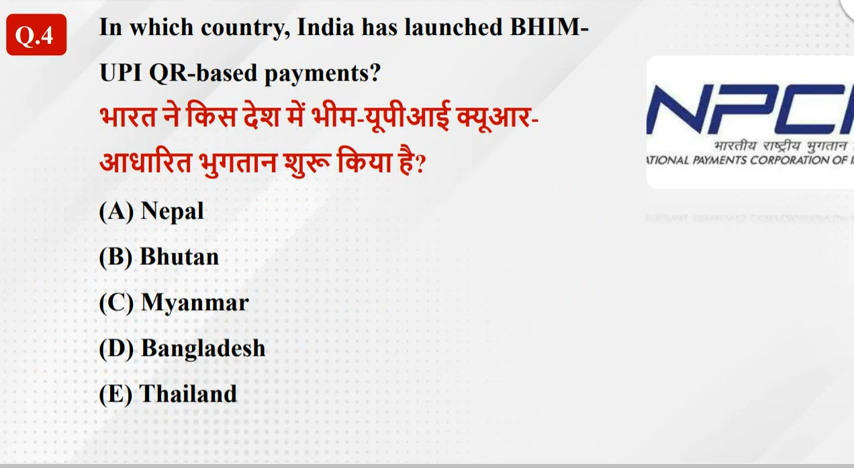 Q.4
In which country, India has launched BHIM-
UPI QR-based payments?
भारत ने किस देश में भीम-यूपीआई क्यूआर-
आधारित भुगतान शुरू किया है?
(A) Nepal
(B) Bhutan
(C) Myanmar
(D) Bangladesh
(E) Thailand
NPCI
भारतीय राष्ट्रीय भुगतान
NATIONAL PAYMENTS CORPORATION OF